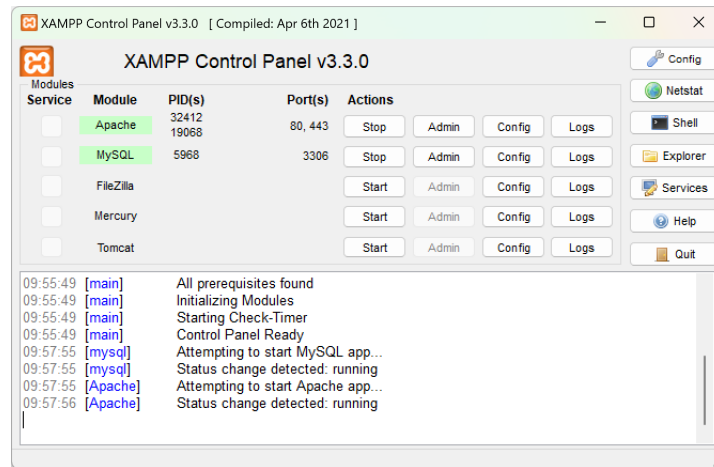 XAMPP Control Panel v3.3.0 [ Compiled: Apr 6th 2021 ]
XAMPP Control Panel v3.3.0
Config
Modules
Service Module PID(s) Port(s) Actions
Netstat
Apache 32412 19068 80, 443 Stop Admin Config Logs
Shell
MySQL 5968 3306 Stop Admin Config Logs
Explorer
FileZilla Start Admin Config Logs
Services
Mercury Start Admin Config Logs
Help
Tomcat Start Admin Config Logs
Quit
09:55:49 [main] All prerequisites found
09:55:49 [main] Initializing Modules
09:55:49 [main] Starting Check-Timer
09:55:49 [main] Control Panel Ready
09:57:55 [mysql] Attempting to start MySQL app...
09:57:55 [mysql] Status change detected: running
09:57:55 [Apache] Attempting to start Apache app...
09:57:56 [Apache] Status change detected: running